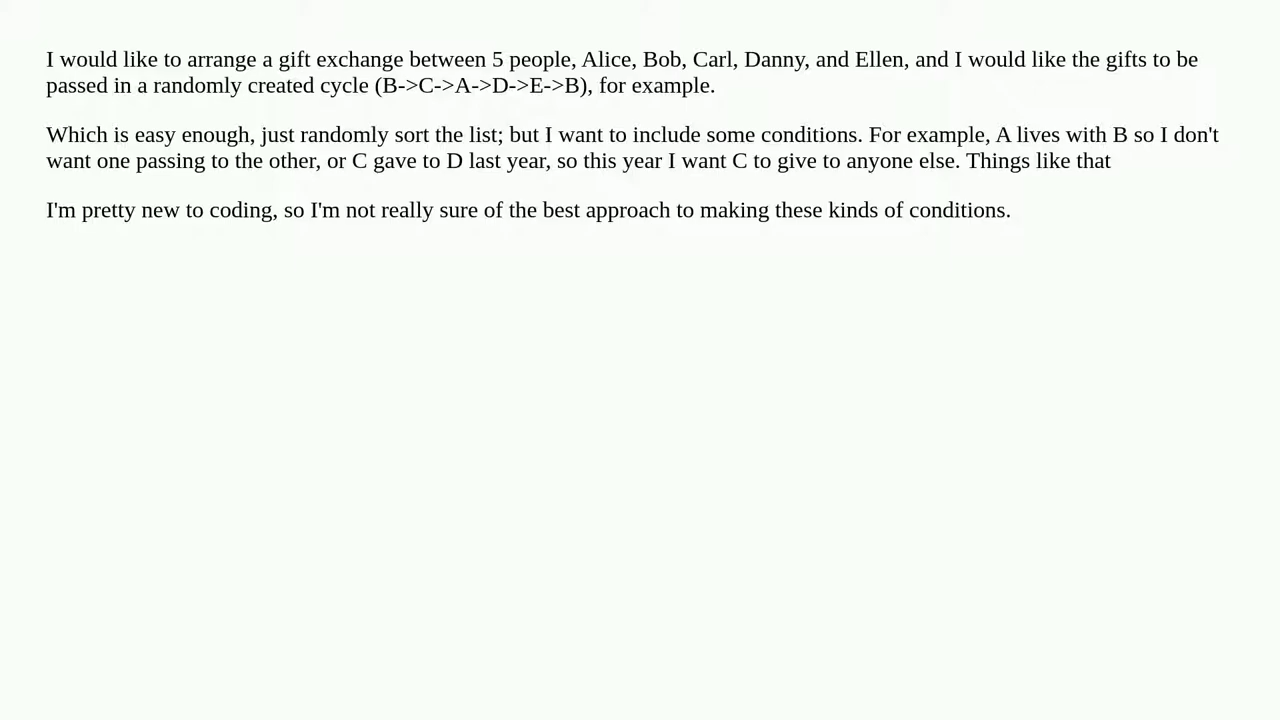 I would like to arrange a gift exchange between 5 people, Alice, Bob, Carl, Danny, and Ellen, and I would like the gifts to be
passed in a randomly created cycle (B->C->A->D->E->B), for example.
Which is easy enough, just randomly sort the list; but I want to include some conditions. For example, A lives with B so I don't
want one passing to the other, or C gave to D last year, so this year I want C to give to anyone else. Things like that
I'm pretty new to coding, so I'm not really sure of the best approach to making these kinds of conditions.